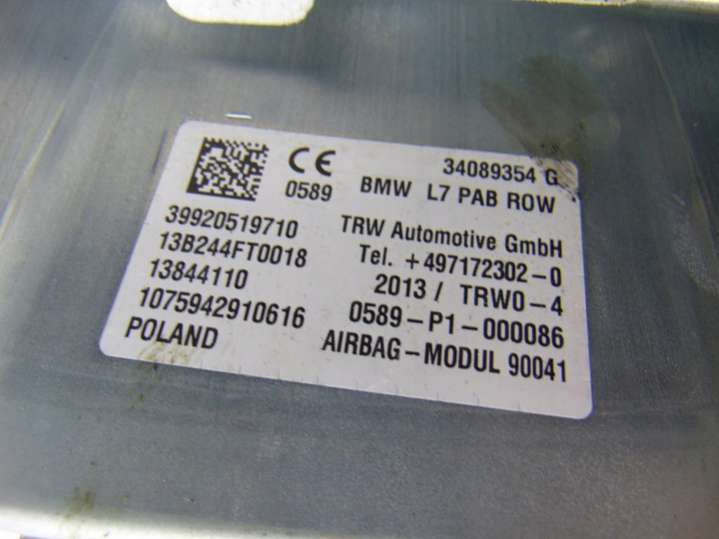 CE 34089354 G
0589 BMW L7 PAB ROW
39920519710 TRW Automotive GmbH
13B244FT0018 Tel. +497172302-0
13844110 2013 / TRW0-4
1075942910616 0589-P1-000086
POLAND AIRBAG-MODUL 90041